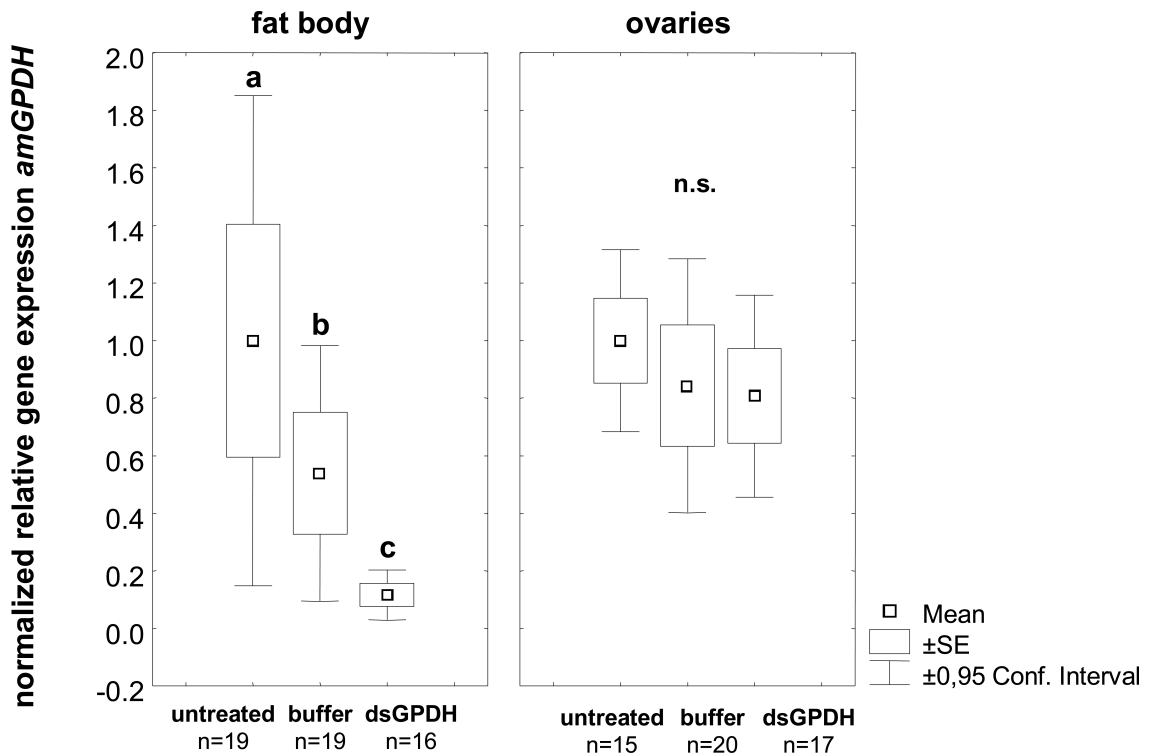 fat body
ovaries
normalized relative gene expression amGPDH
2.0
1.8
1.6
1.4
1.2
1.0
0.8
0.6
0.4
0.2
0.0
-0.2
a
b
c
n.s.
untreated buffer dsGPDH
n=19 n=19 n=16
untreated buffer dsGPDH
n=15 n=20 n=17
Mean
±SE
±0,95 Conf. Interval